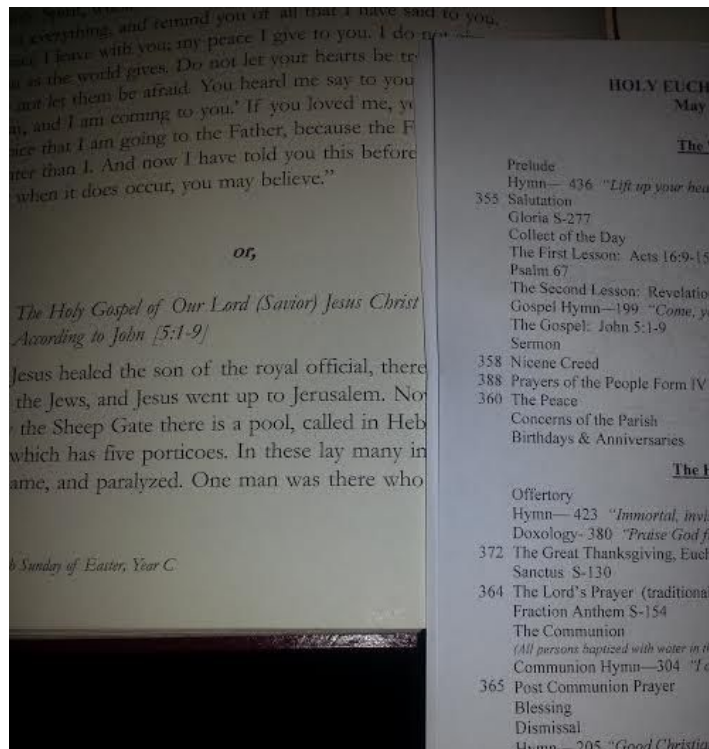 everything, and remind you of all that I have said to you.
I leave with you; my peace I give to you. I do not
as the world gives. Do not let your hearts be
not let them be afraid. You heard me say to you
and I am coming to you.' If you loved me,
that I am going to the Father, because the
than I. And now I have told you this before
when it does occur, you may believe."
or,
The Holy Gospel of Our Lord (Savior) Jesus Christ
According to John [5:1-9]
Jesus healed the son of the royal official, there
the Jews, and Jesus went up to Jerusalem.
the Sheep Gate there is a pool, called in Heb
which has five porticoes. In these lay many in
ame, and paralyzed. One man was there who
Sunday of Easter, Year C
HOLY EUCH
May
The
Prelude
Hymn— 436 "Lift up your hea
355 Salutation
Gloria S-277
Collect of the Day
The First Lesson: Acts 16:9-15
Psalm 67
The Second Lesson: Revelatio
Gospel Hymn—199 "Come, y
The Gospel: John 5:1-9
Sermon
358 Nicene Creed
388 Prayers of the People Form IV
360 The Peace
Concerns of the Parish
Birthdays & Anniversaries
The H
Offertory
Hymn— 423 "Immortal, invi
Doxology- 380 "Praise God f
372 The Great Thanksgiving, Euch
Sanctus S-130
364 The Lord's Prayer (traditional
Fraction Anthem S-154
The Communion
(All persons baptized with water in th
Communion Hymn—304 "I c
365 Post Communion Prayer
Blessing
Dismissal
Hymn— 205 "Good Christia